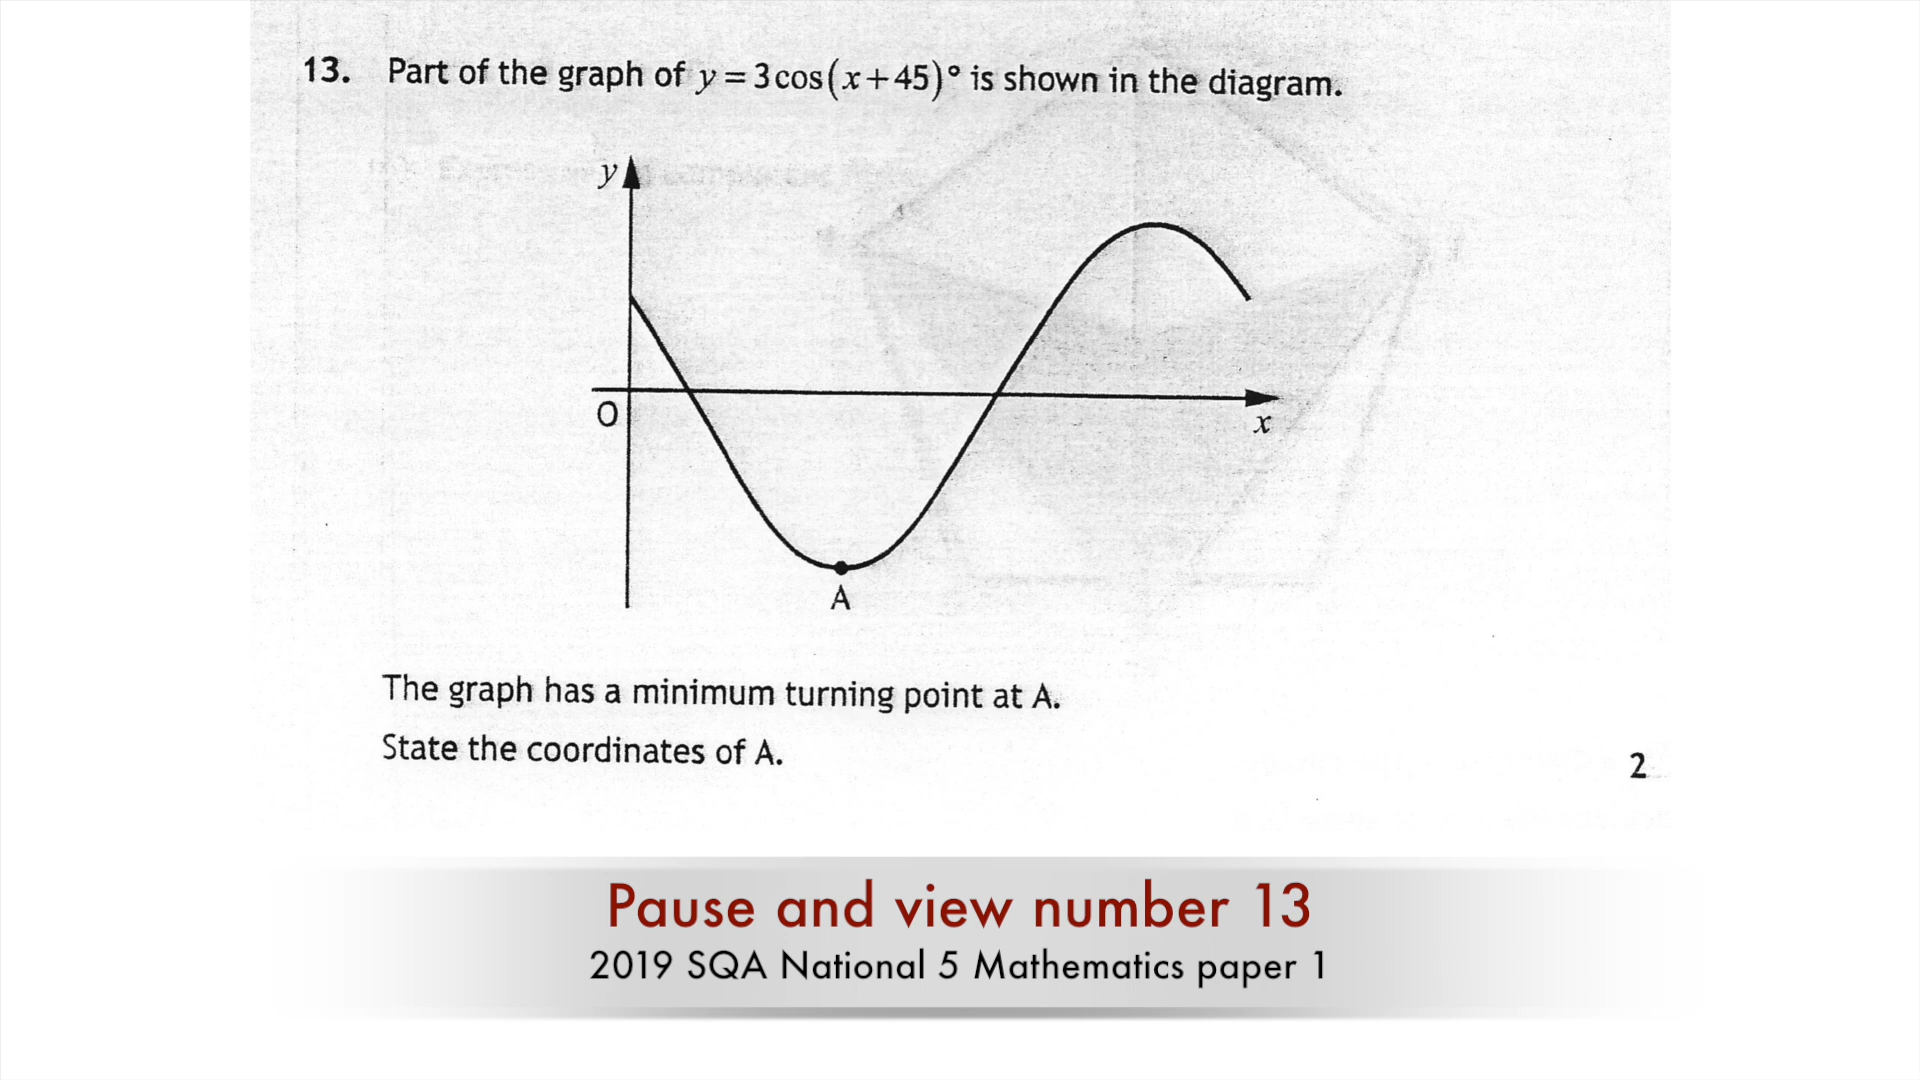 13. Part of the graph of y = 3cos(x+45)° is shown in the diagram.
y
O
x
A
The graph has a minimum turning point at A.
State the coordinates of A.
2
Pause and view number 13
2019 SQA National 5 Mathematics paper 1